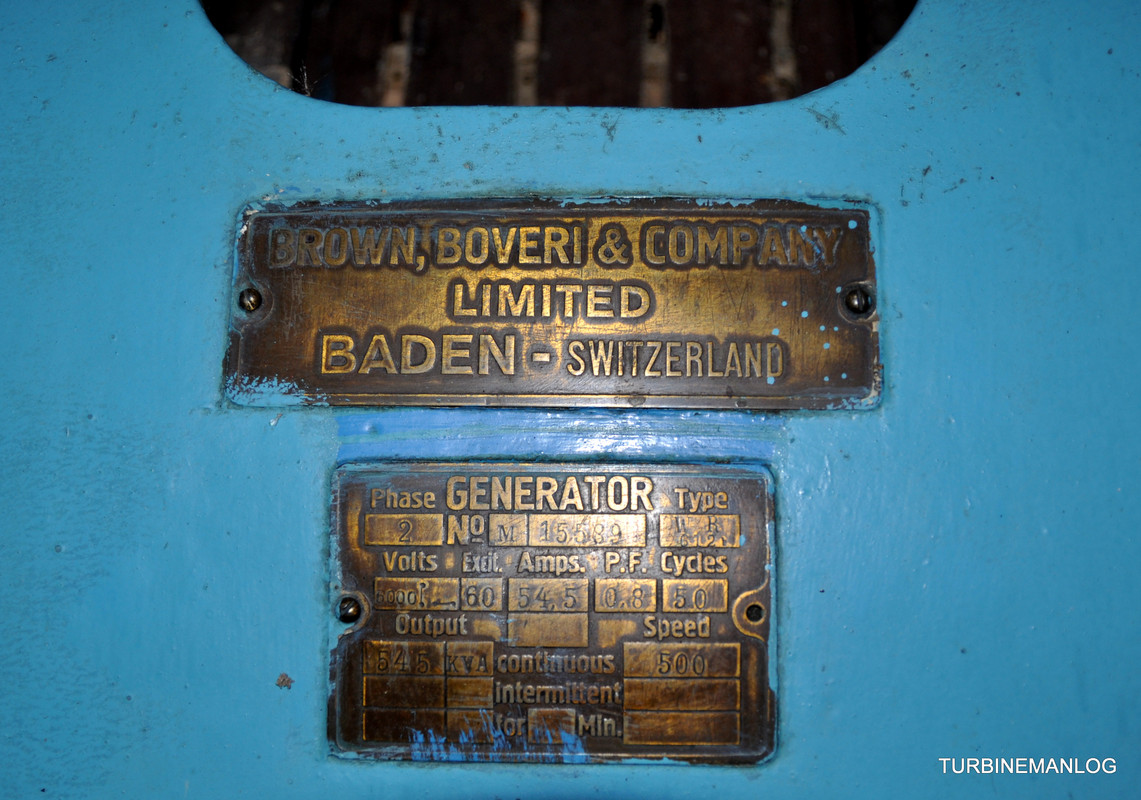 BROWN, BOVERI & COMPANY
LIMITED
BADEN - SWITZERLAND
Phase GENERATOR Type
2 Nº M 15589
Volts Excit. Amps. P.F. Cycles
60 54,5 0,8 50
Output Speed
545 KVA continuous 500
intermittent
for Min.
TURBINEMANLOG